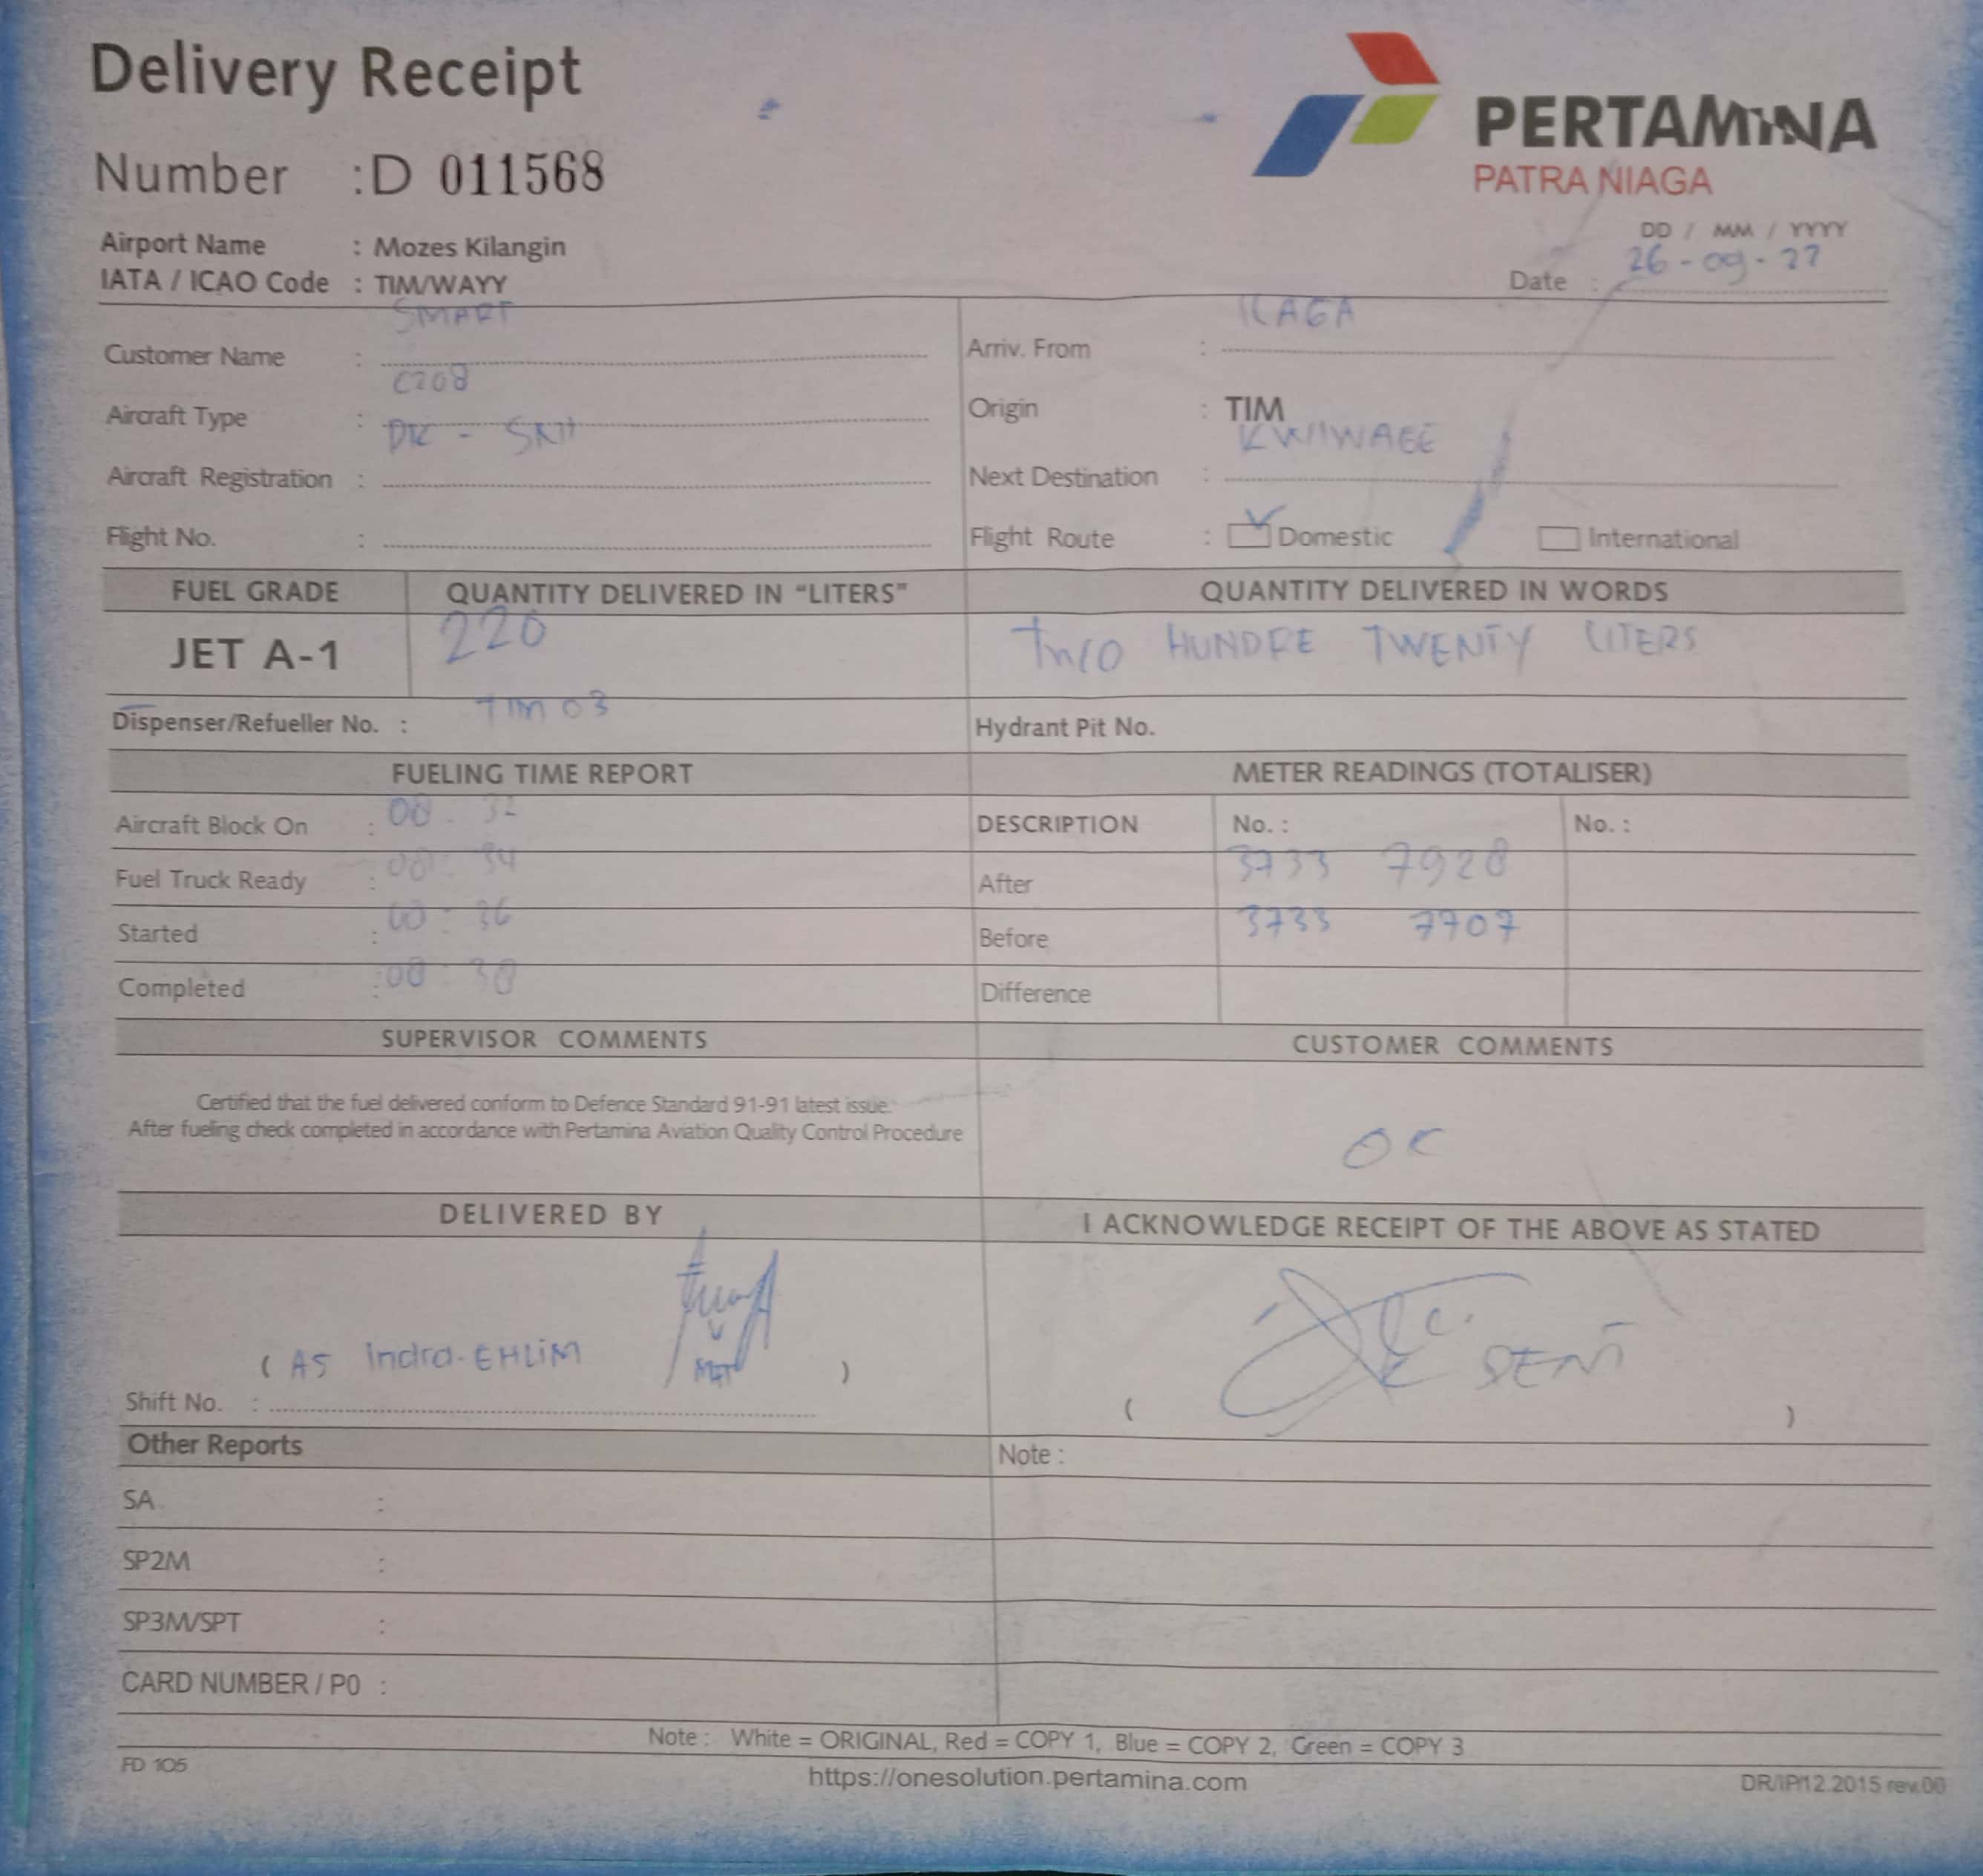 Delivery Receipt
PERTAMINA
PATRA NIAGA
Number : D 011568
Airport Name : Mozes Kilangin
IATA / ICAO Code : TIM/WAYY
DD / MM / YYYY
Date : 26-09-22
Customer Name : SMART
Arriv. From : ILAGA
Aircraft Type : C208
Origin : TIM
Aircraft Registration : PK - SNH
Next Destination :
Flight No. :
Flight Route : Domestic International
FUEL GRADE QUANTITY DELIVERED IN "LITERS" QUANTITY DELIVERED IN WORDS
JET A-1 220 TWO HUNDRE TWENTY LITERS
Dispenser/Refueller No. : TIM 03 Hydrant Pit No.
FUELING TIME REPORT METER READINGS (TOTALISER)
Aircraft Block On : 08 . 32 DESCRIPTION No. : No. :
Fuel Truck Ready : 08 : 34 After 3733 7928
Started : 08 : 36 Before 3733 7707
Completed : 08 : 38 Difference
SUPERVISOR COMMENTS CUSTOMER COMMENTS
Certified that the fuel delivered conform to Defence Standard 91-91 latest issue.
After fueling check completed in accordance with Pertamina Aviation Quality Control Procedure
OK
DELIVERED BY I ACKNOWLEDGE RECEIPT OF THE ABOVE AS STATED
( AS Indra-EHLIM )
( )
Shift No. :
Other Reports Note :
SA :
SP2M :
SP3M/SPT :
CARD NUMBER / P0 :
Note : White = ORIGINAL, Red = COPY 1, Blue = COPY 2, Green = COPY 3
FD 105 https://onesolution.pertamina.com DR/IP/12.2015 rev.00